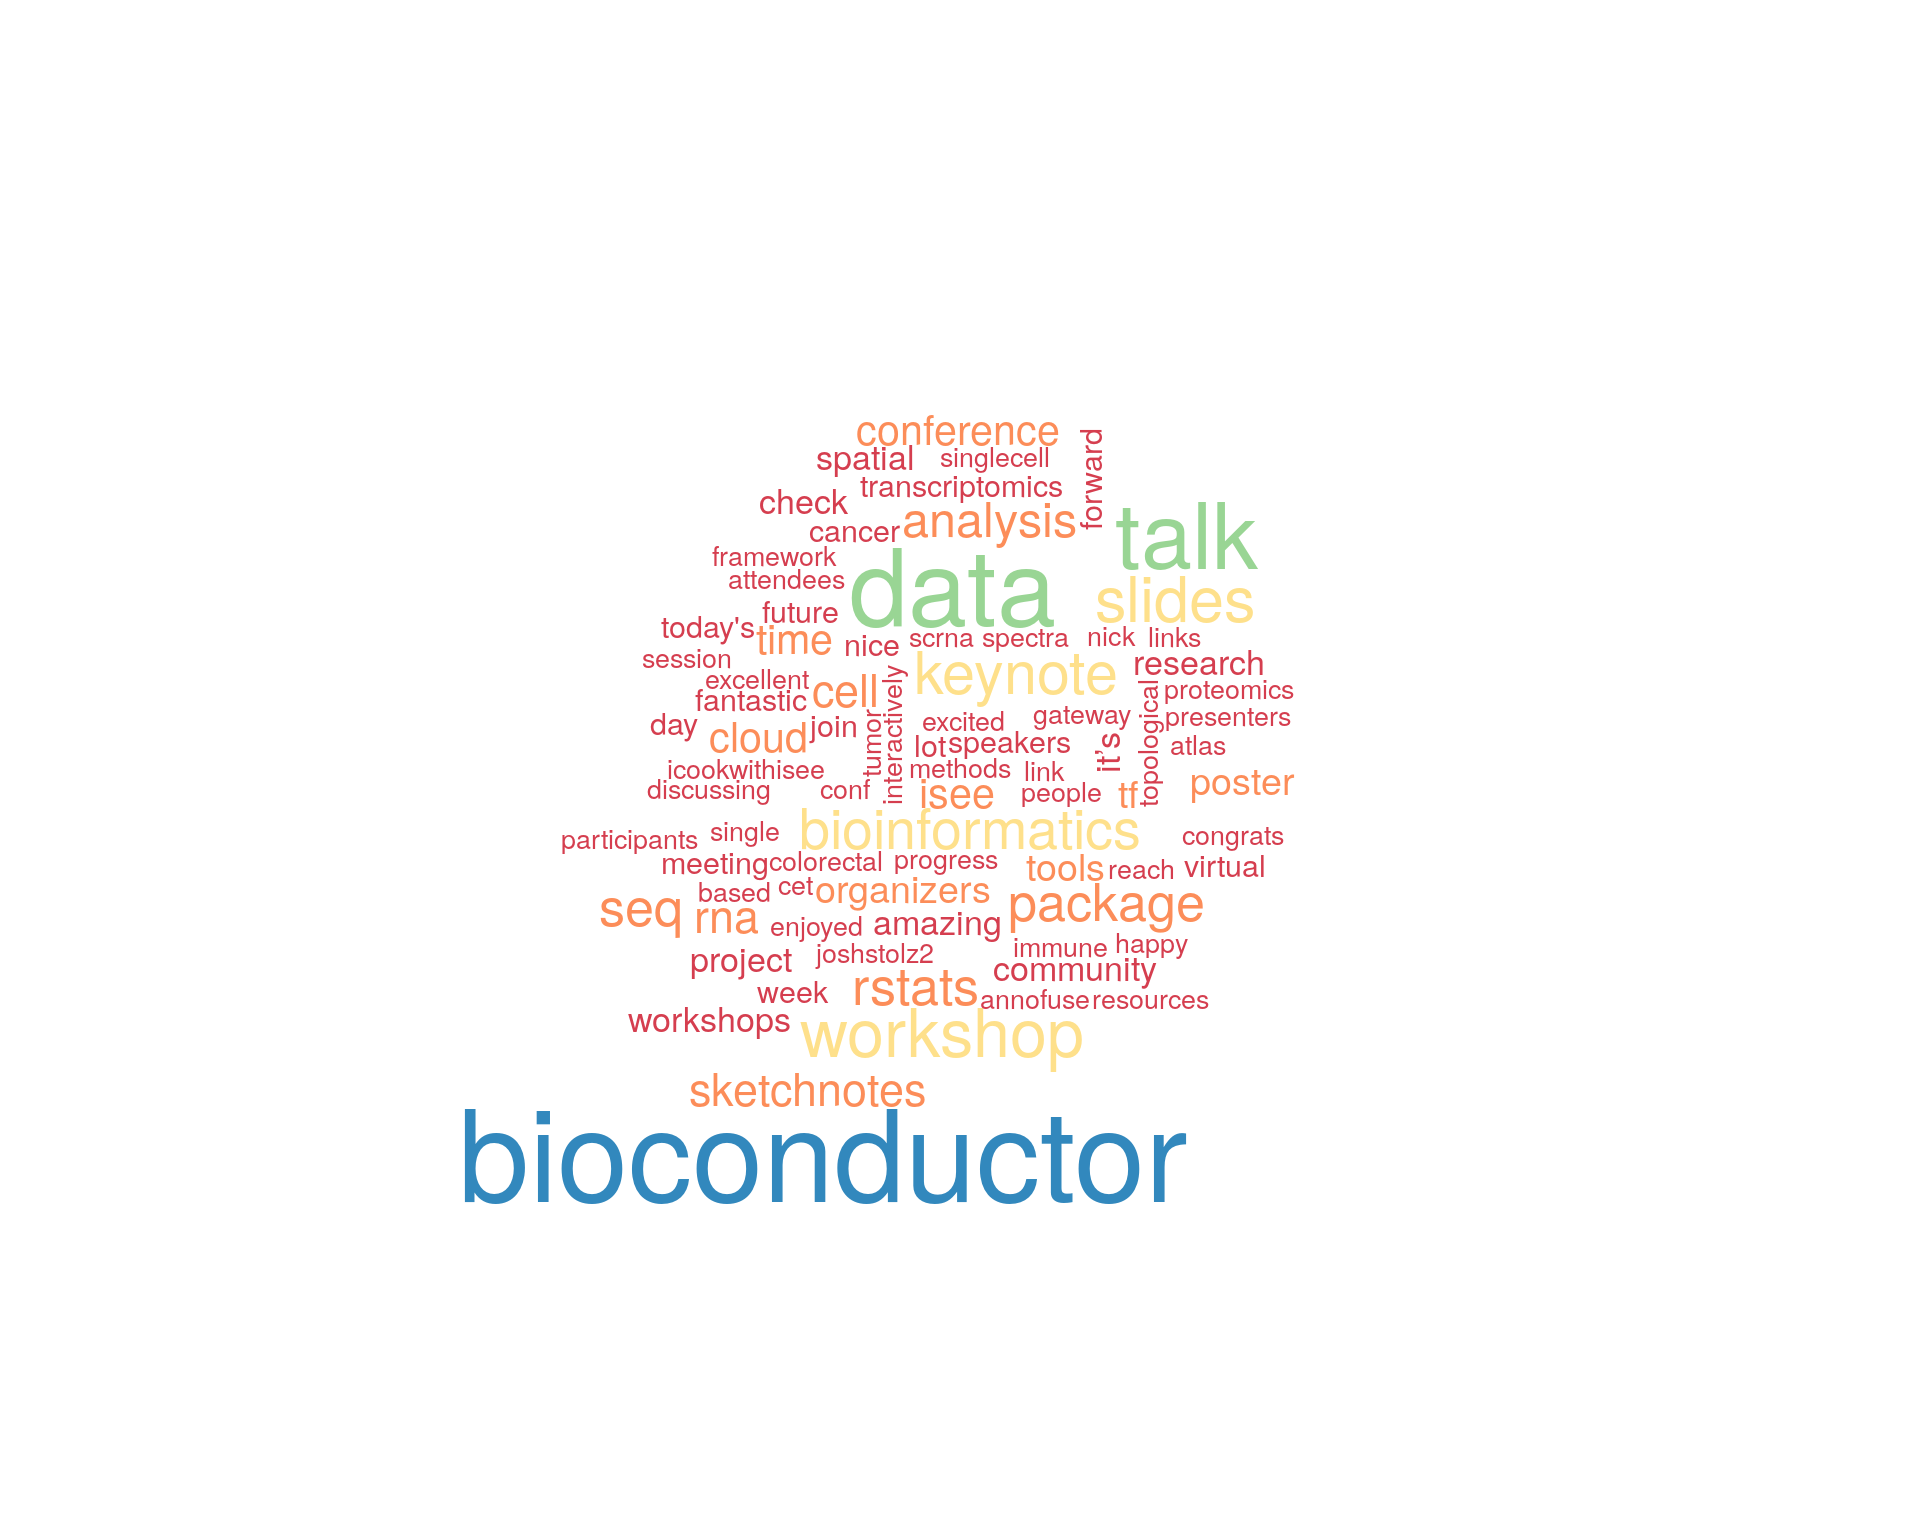 conference
spatial singlecell
forward
transcriptomics
check
analysis
cancer
talk
framework
attendees
data
slides
future
today's
time
nice
scrna spectra nick links
session
keynote
research
excellent
fantastic
cell
interactively
topological
proteomics
day
cloud
join
tumor
excited
gateway
presenters
lot
speakers
it's
atlas
icookwithisee
methods
link
discussing
conf
isee
people
tf
poster
participants
single
bioinformatics
congrats
meeting
colorectal
progress
tools
reach
virtual
based
cet
organizers
seq
rna
enjoyed
amazing
package
project
joshstolz2
immune
happy
community
week
rstats
annofuse
resources
workshops
workshop
sketchnotes
bioconductor